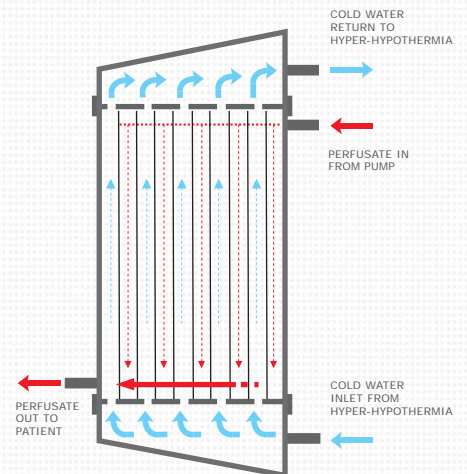 COLD WATER
RETURN TO
HYPER-HYPOTHERMIA
PERFUSATE IN
FROM PUMP
PERFUSATE
OUT TO
PATIENT
COLD WATER
INLET FROM
HYPER-HYPOTHERMIA